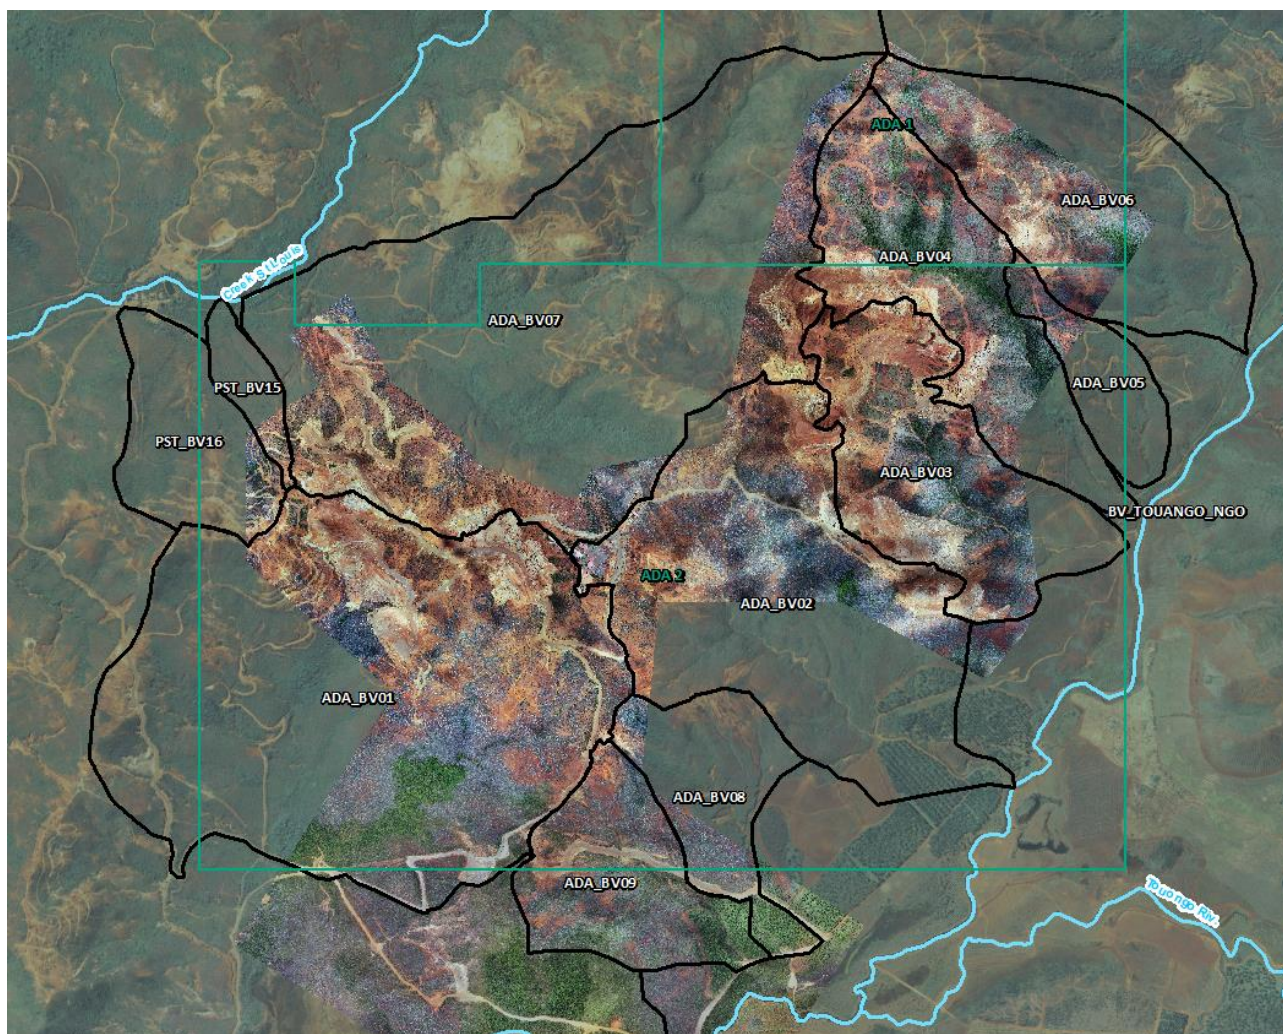 ADA 1
ADA_BV06
ADA_BV04
Creek St Louis
ADA_BV07
PST_BV15
ADA_BV05
PST_BV16
ADA_BV03
BV_TOUANGO_NGO
ADA 2
ADA_BV02
ADA_BV01
ADA_BV08
ADA_BV09
Touongo Riv.